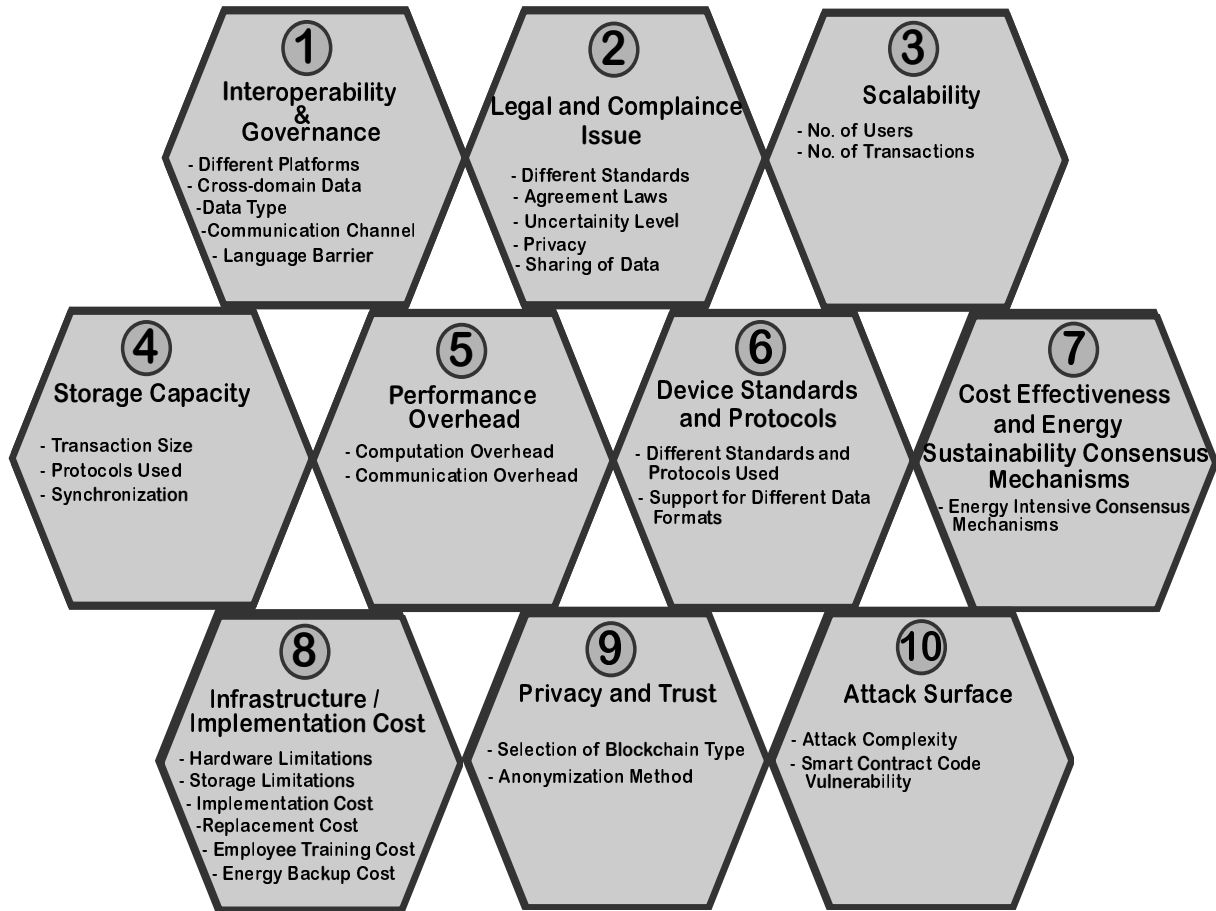 1
Interoperability
&
Governance
- Different Platforms
- Cross-domain Data
-Data Type
-Communication Channel
- Language Barrier
2
Legal and Complaince
Issue
- Different Standards
- Agreement Laws
- Uncertainity Level
- Privacy
- Sharing of Data
3
Scalability
- No. of Users
- No. of Transactions
4
Storage Capacity
- Transaction Size
- Protocols Used
- Synchronization
5
Performance
Overhead
- Computation Overhead
- Communication Overhead
6
Device Standards
and Protocols
- Different Standards and
Protocols Used
- Support for Different Data
Formats
7
Cost Effectiveness
and Energy
Sustainability Consensus
Mechanisms
- Energy Intensive Consensus
Mechanisms
8
Infrastructure /
Implementation Cost
- Hardware Limitations
- Storage Limitations
- Implementation Cost
-Replacement Cost
- Employee Training Cost
- Energy Backup Cost
9
Privacy and Trust
- Selection of Blockchain Type
- Anonymization Method
10
Attack Surface
- Attack Complexity
- Smart Contract Code
Vulnerability